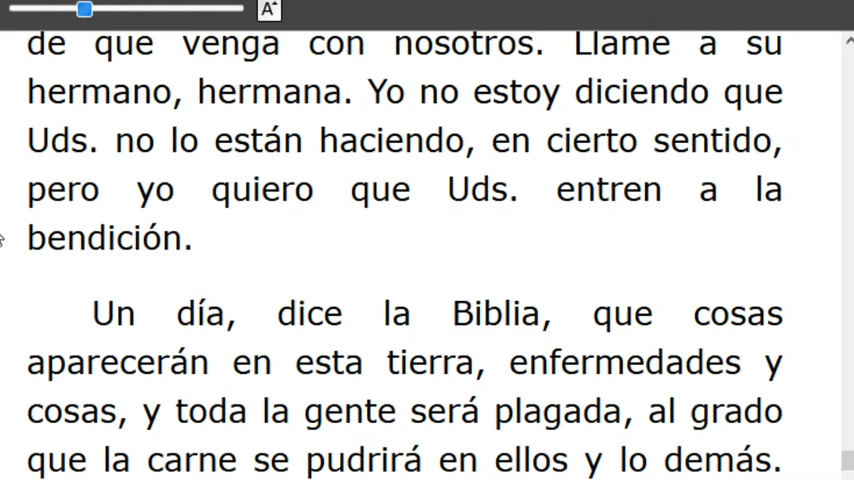 A
de que venga con nosotros. Llame a su
hermano, hermana. Yo no estoy diciendo que
Uds. no lo están haciendo, en cierto sentido,
pero yo quiero que Uds. entren a la
bendición.
Un día, dice la Biblia, que cosas
aparecerán en esta tierra, enfermedades y
cosas, y toda la gente será plagada, al grado
que la carne se pudrirá en ellos y lo demás.